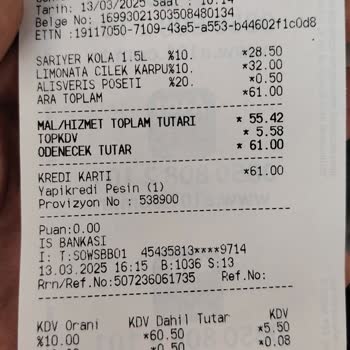 Tarih: 13/03/2025 Saat : 16:14
Belge No: 16993021303508480134
ETTN :19117050-7109-43e5-a553-b44602f1c0d8
SARIYER KOLA 1.5L %10. *28.50
LIMONATA CILEK KARPU%10. *32.00
ALISVERIS POSETI %20. *0.50
ARA TOPLAM *61.00
MAL/HIZMET TOPLAM TUTARI * 55.42
TOPKDV * 5.58
ODENECEK TUTAR * 61.00
KREDI KARTI *61.00
Yapikredi Pesin (1)
Provizyon No : 538900
Puan:0.00
IS BANKASI
I: T:SOWSBB01 45435813****9714
13.03.2025 16:15 B:1036 S:13
Rrn/Ref.No:507236061735 Ref.No:
KDV Orani KDV Dahil Tutar KDV
%10.00 *60.50 *5.50
*0.50 *0.08